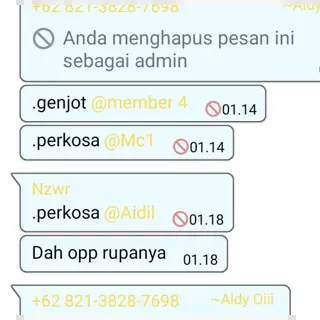 +62 821-3828-7698 ~Aldy
Anda menghapus pesan ini
sebagai admin
.genjot @member 4 01.14
.perkosa @Mc1 01.14
Nzwr
.perkosa @Aidil 01.18
Dah opp rupanya 01.18
+62 821-3828-7698 ~Aldy Oiii